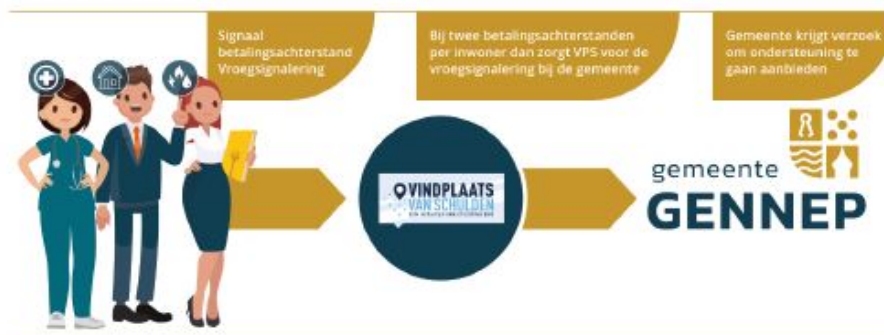 Signaal
betalingsachterstand
Vroegsignalering
Bij twee betalingsachterstanden
per inwoner dan zorgt VPS voor de
vroegsignalering bij de gemeente
Gemeente krijgt verzoek
om ondersteuning te
gaan aanbieden
VINDPLAATS
VAN SCHULDEN
gemeente
GENNEP